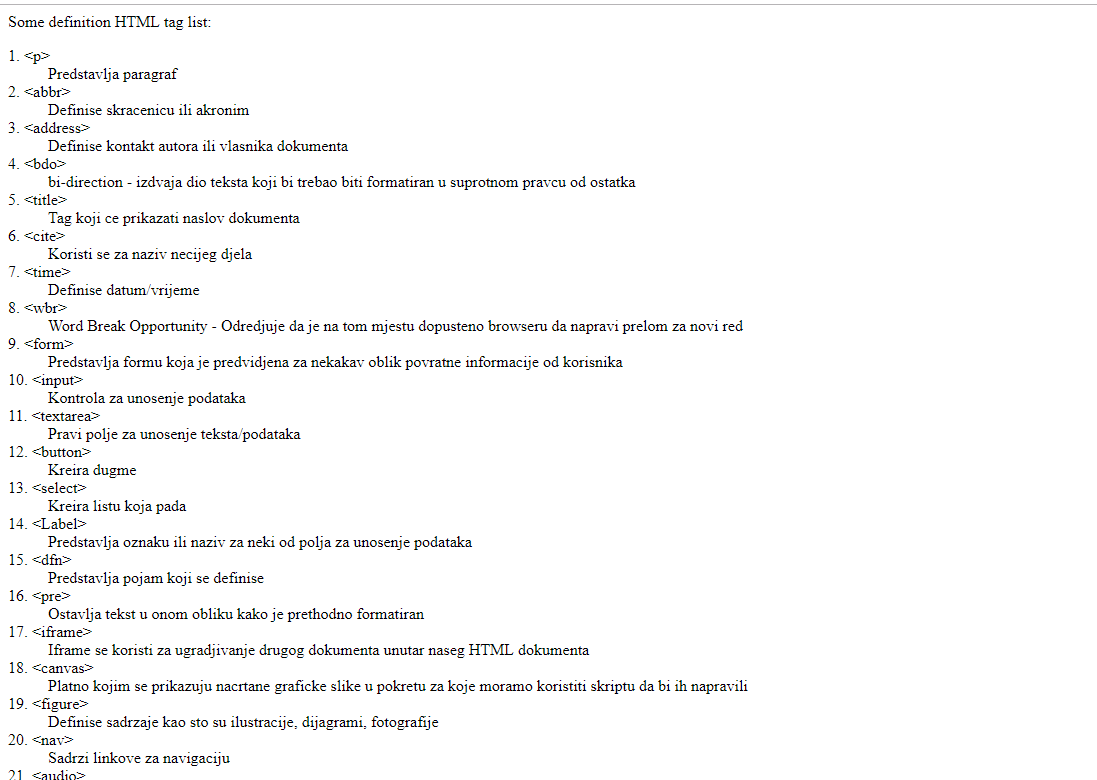 Some definition HTML tag list:
1. <p>
Predstavlja paragraf
2. <abbr>
Definise skracenicu ili akronim
3. <address>
Definise kontakt autora ili vlasnika dokumenta
4. <bdo>
bi-direction - izdvaja dio teksta koji bi trebao biti formatiran u suprotnom pravcu od ostatka
5. <title>
Tag koji ce prikazati naslov dokumenta
6. <cite>
Koristi se za naziv necijeg djela
7. <time>
Definise datum/vrijeme
8. <wbr>
Word Break Opportunity - Odredjuje da je na tom mjestu dopusteno browseru da napravi prelom za novi red
9. <form>
Predstavlja formu koja je predvidjena za nekakav oblik povratne informacije od korisnika
10. <input>
Kontrola za unosenje podataka
11. <textarea>
Pravi polje za unosenje teksta/podataka
12. <button>
Kreira dugme
13. <select>
Kreira listu koja pada
14. <Label>
Predstavlja oznaku ili naziv za neki od polja za unosenje podataka
15. <dfn>
Predstavlja pojam koji se definise
16. <pre>
Ostavlja tekst u onom obliku kako je prethodno formatiran
17. <iframe>
Iframe se koristi za ugradjivanje drugog dokumenta unutar naseg HTML dokumenta
18. <canvas>
Platno kojim se prikazuju nacrtane graficke slike u pokretu za koje moramo koristiti skriptu da bi ih napravili
19. <figure>
Definise sadrzaje kao sto su ilustracije, dijagrami, fotografije
20. <nav>
Sadrzi linkove za navigaciju
21. <audio>